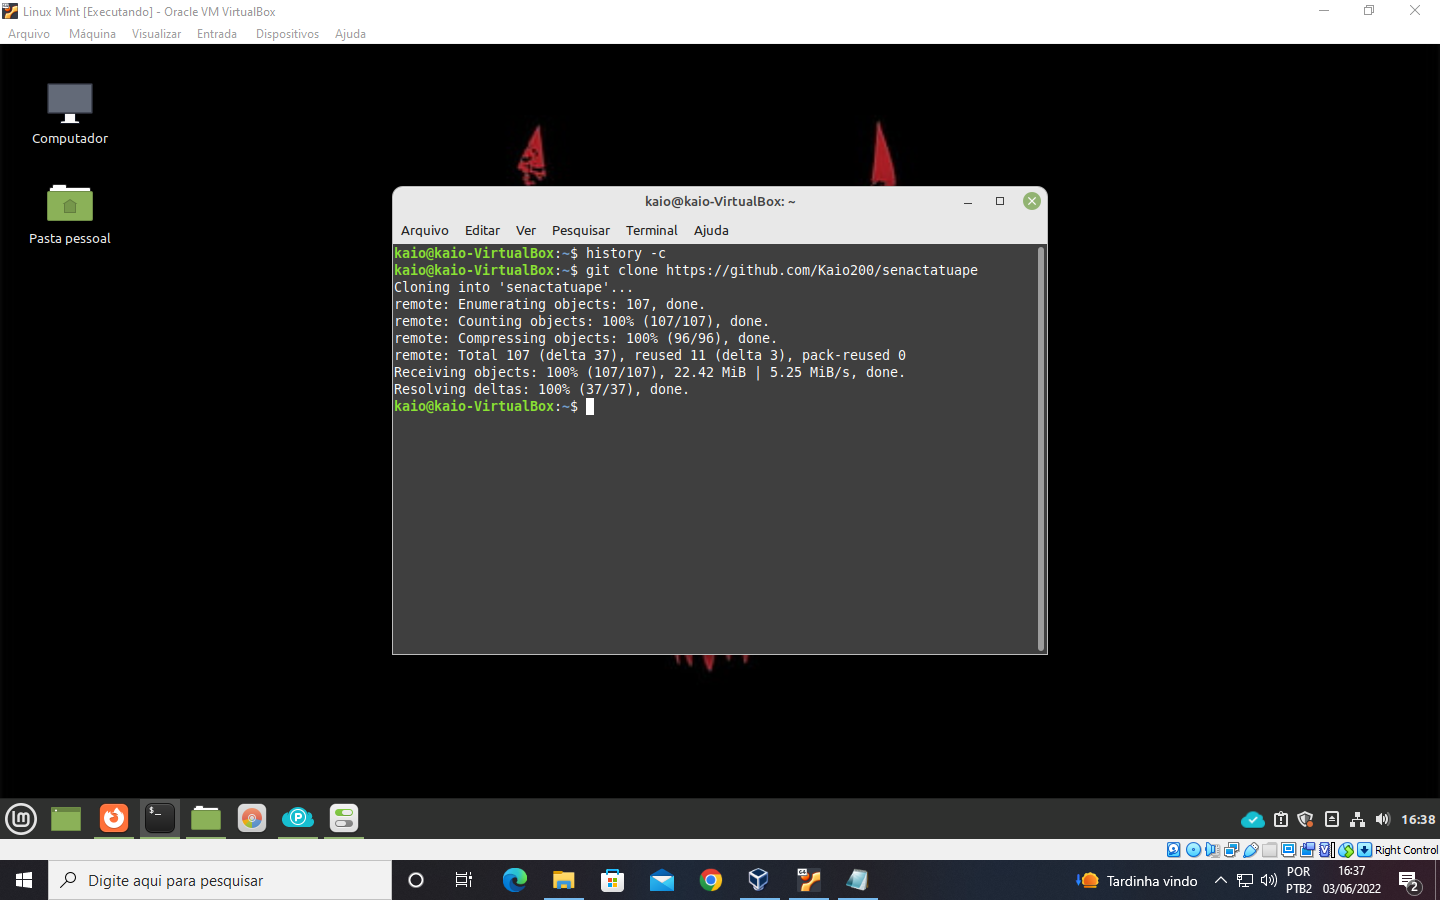 Linux Mint [Executando] - Oracle VM VirtualBox
Arquivo Máquina Visualizar Entrada Dispositivos Ajuda
Computador
Pasta pessoal
kaio@kaio-VirtualBox: ~
Arquivo Editar Ver Pesquisar Terminal Ajuda
kaio@kaio-VirtualBox:~$ history -c
kaio@kaio-VirtualBox:~$ git clone https://github.com/Kaio200/senactatuape
Cloning into 'senactatuape'...
remote: Enumerating objects: 107, done.
remote: Counting objects: 100% (107/107), done.
remote: Compressing objects: 100% (96/96), done.
remote: Total 107 (delta 37), reused 11 (delta 3), pack-reused 0
Receiving objects: 100% (107/107), 22.42 MiB | 5.25 MiB/s, done.
Resolving deltas: 100% (37/37), done.
kaio@kaio-VirtualBox:~$
16:38
Right Control
Digite aqui para pesquisar
Tardinha vindo
POR
PTB2
16:37
03/06/2022
2